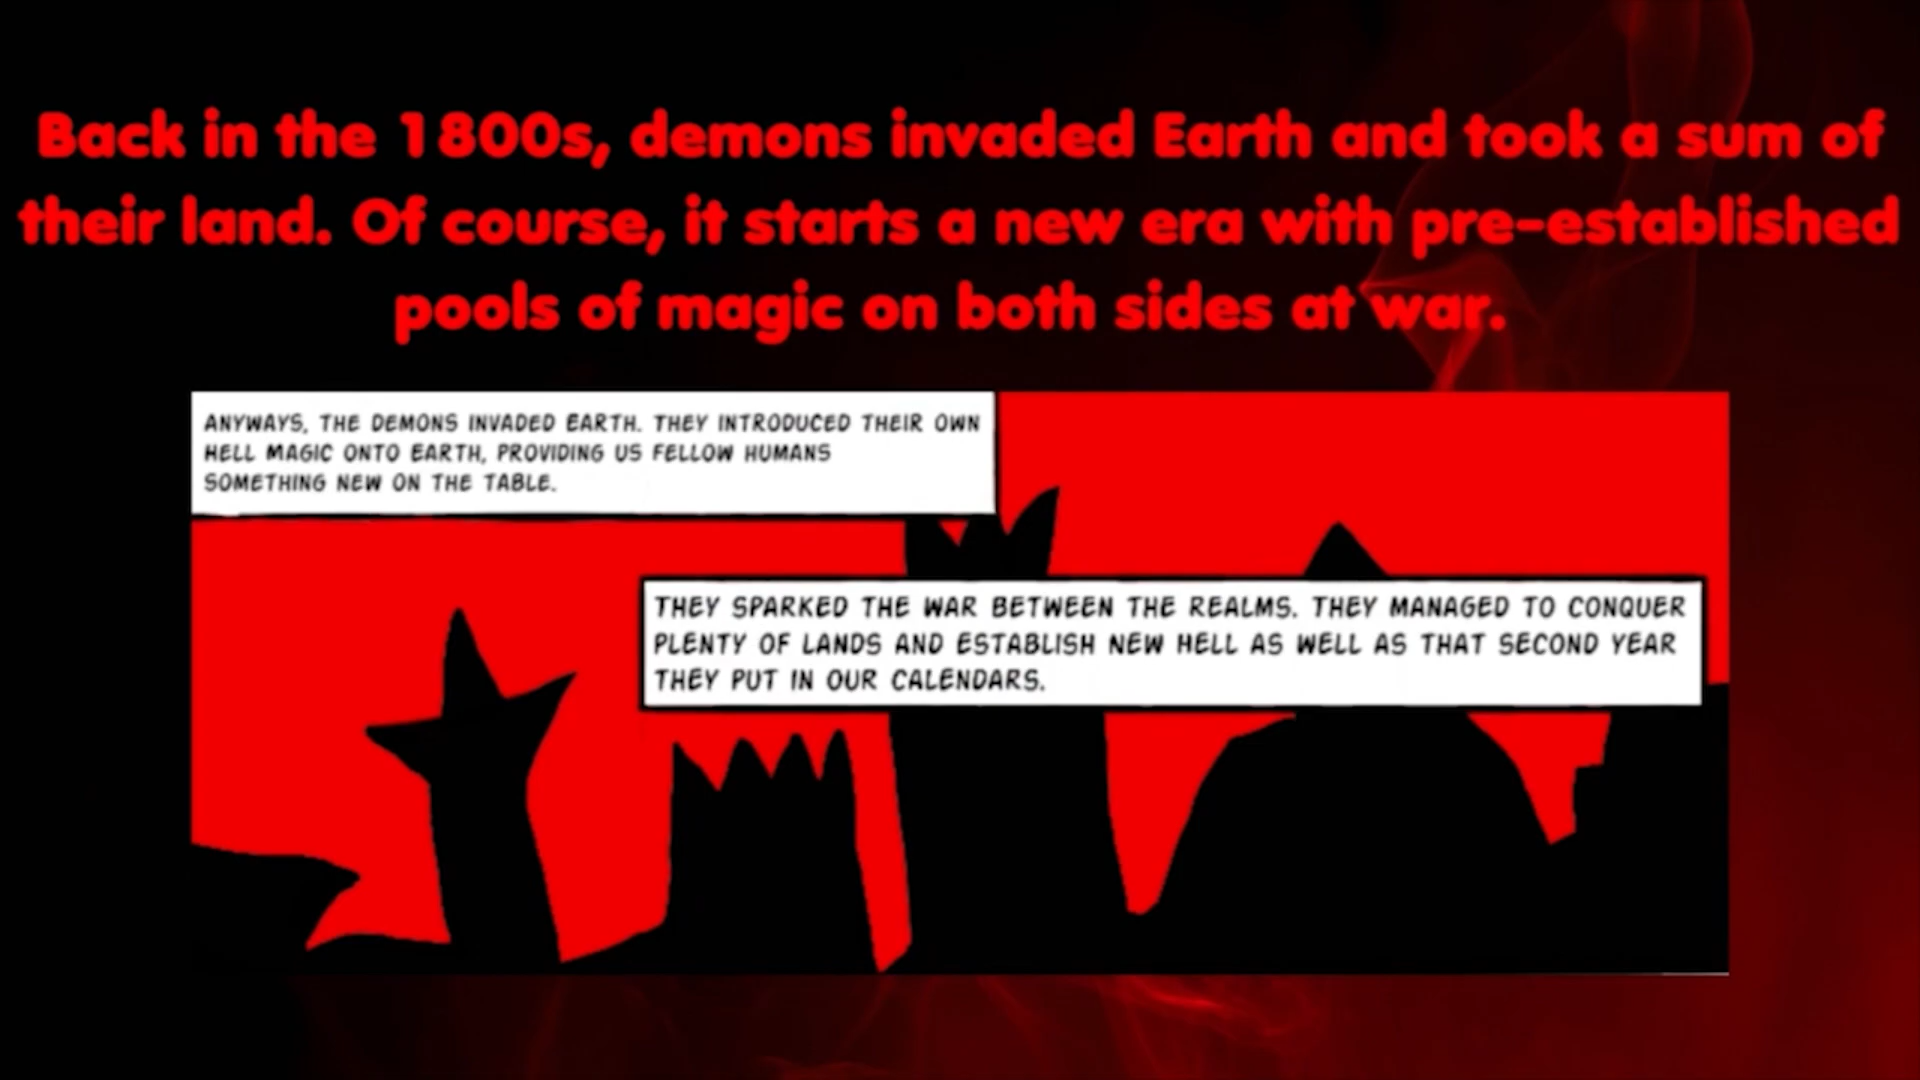 Back in the 1800s, demons invaded Earth and took a sum of
their land. Of course, it starts a new era with pre-established
pools of magic on both sides at war.
ANYWAYS, THE DEMONS INVADED EARTH. THEY INTRODUCED THEIR OWN
HELL MAGIC ONTO EARTH, PROVIDING US FELLOW HUMANS
SOMETHING NEW ON THE TABLE.
THEY SPARKED THE WAR BETWEEN THE REALMS. THEY MANAGED TO CONQUER
PLENTY OF LANDS AND ESTABLISH NEW HELL AS WELL AS THAT SECOND YEAR
THEY PUT IN OUR CALENDARS.